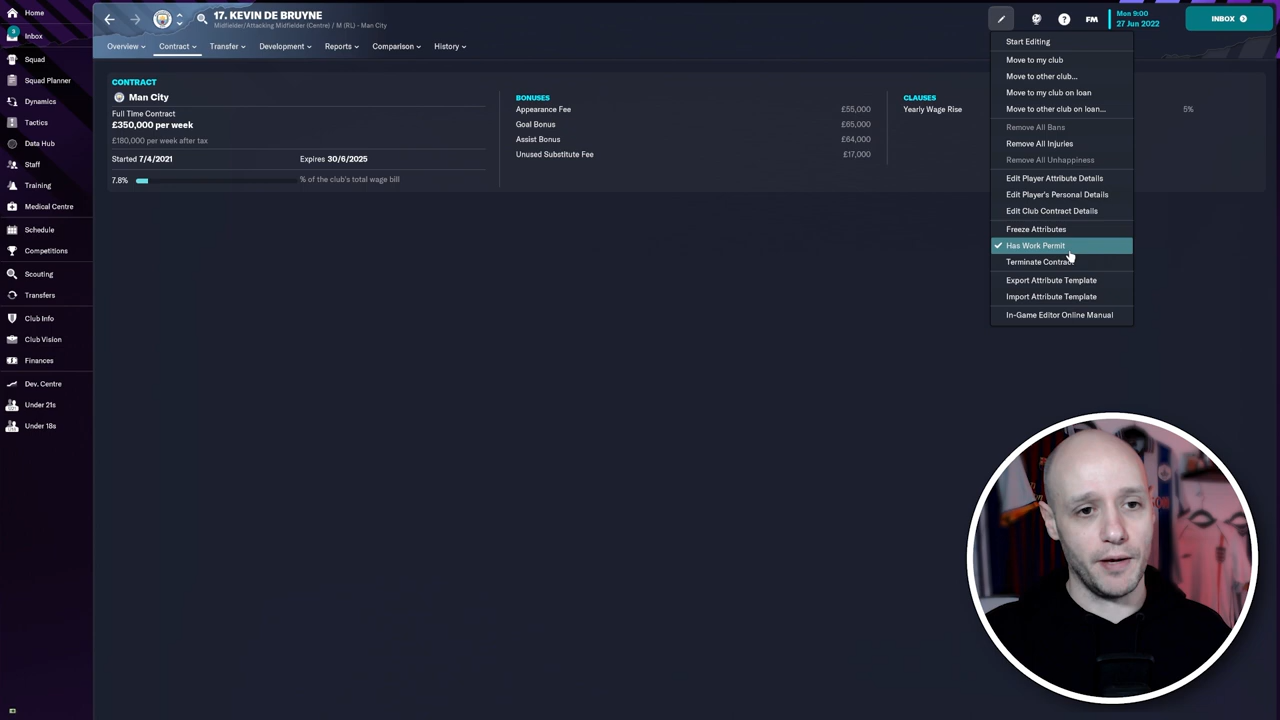 Home
3
Inbox
Squad
Squad Planner
Dynamics
Tactics
Data Hub
Staff
Training
Medical Centre
Schedule
Competitions
Scouting
Transfers
Club Info
Club Vision
Finances
Dev. Centre
Under 21s
Under 18s
17. KEVIN DE BRUYNE
Midfielder/Attacking Midfielder (Centre) / M (RL) - Man City
?
FM
Mon 9:00
27 Jun 2022
INBOX
Overview
Contract
Transfer
Development
Reports
Comparison
History
CONTRACT
Man City
Full Time Contract
£350,000 per week
£180,000 per week after tax
Started 7/4/2021 Expires 30/6/2025
7.8% % of the club's total wage bill
BONUSES
Appearance Fee £55,000
Goal Bonus £65,000
Assist Bonus £64,000
Unused Substitute Fee £17,000
CLAUSES
Yearly Wage Rise 5%
Start Editing
Move to my club
Move to other club...
Move to my club on loan
Move to other club on loan...
Remove All Bans
Remove All Injuries
Remove All Unhappiness
Edit Player Attribute Details
Edit Player's Personal Details
Edit Club Contract Details
Freeze Attributes
Has Work Permit
Terminate Contract
Export Attribute Template
Import Attribute Template
In-Game Editor Online Manual